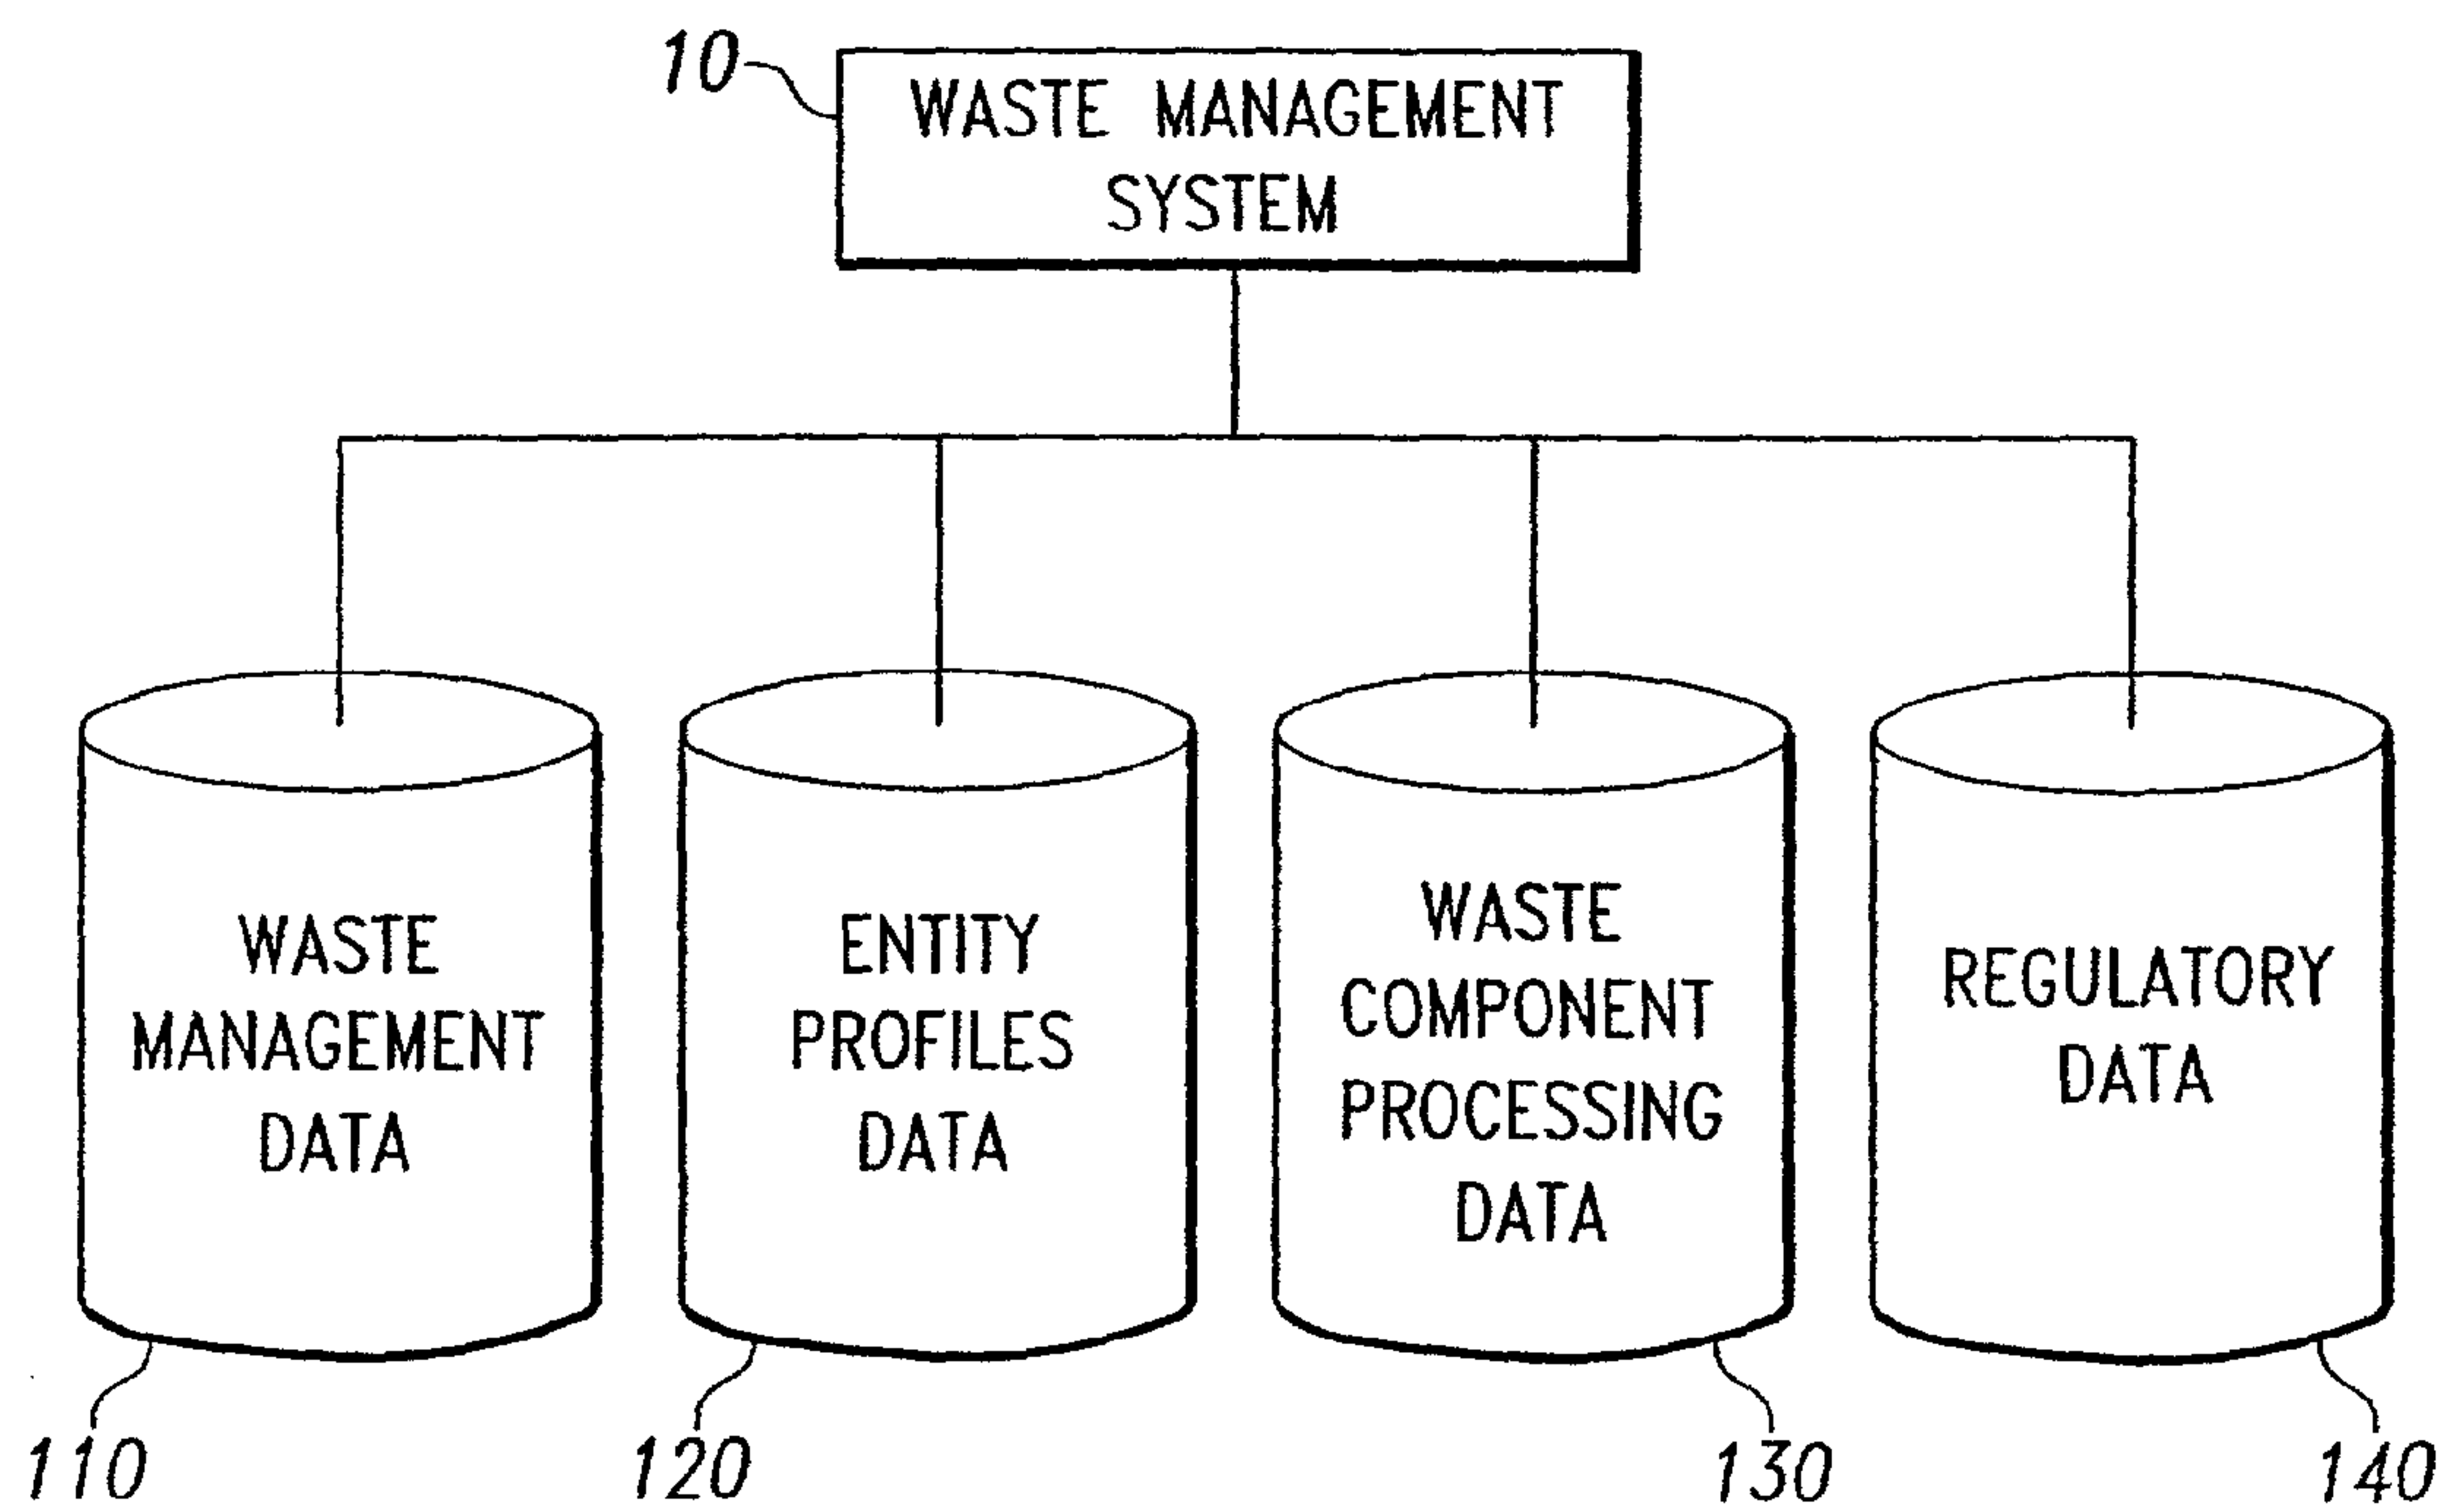 10
WASTE MANAGEMENT
SYSTEM
WASTE
MANAGEMENT
DATA
ENTITY
PROFILES
DATA
WASTE
COMPONENT
PROCESSING
DATA
REGULATORY
DATA
110
120
130
140